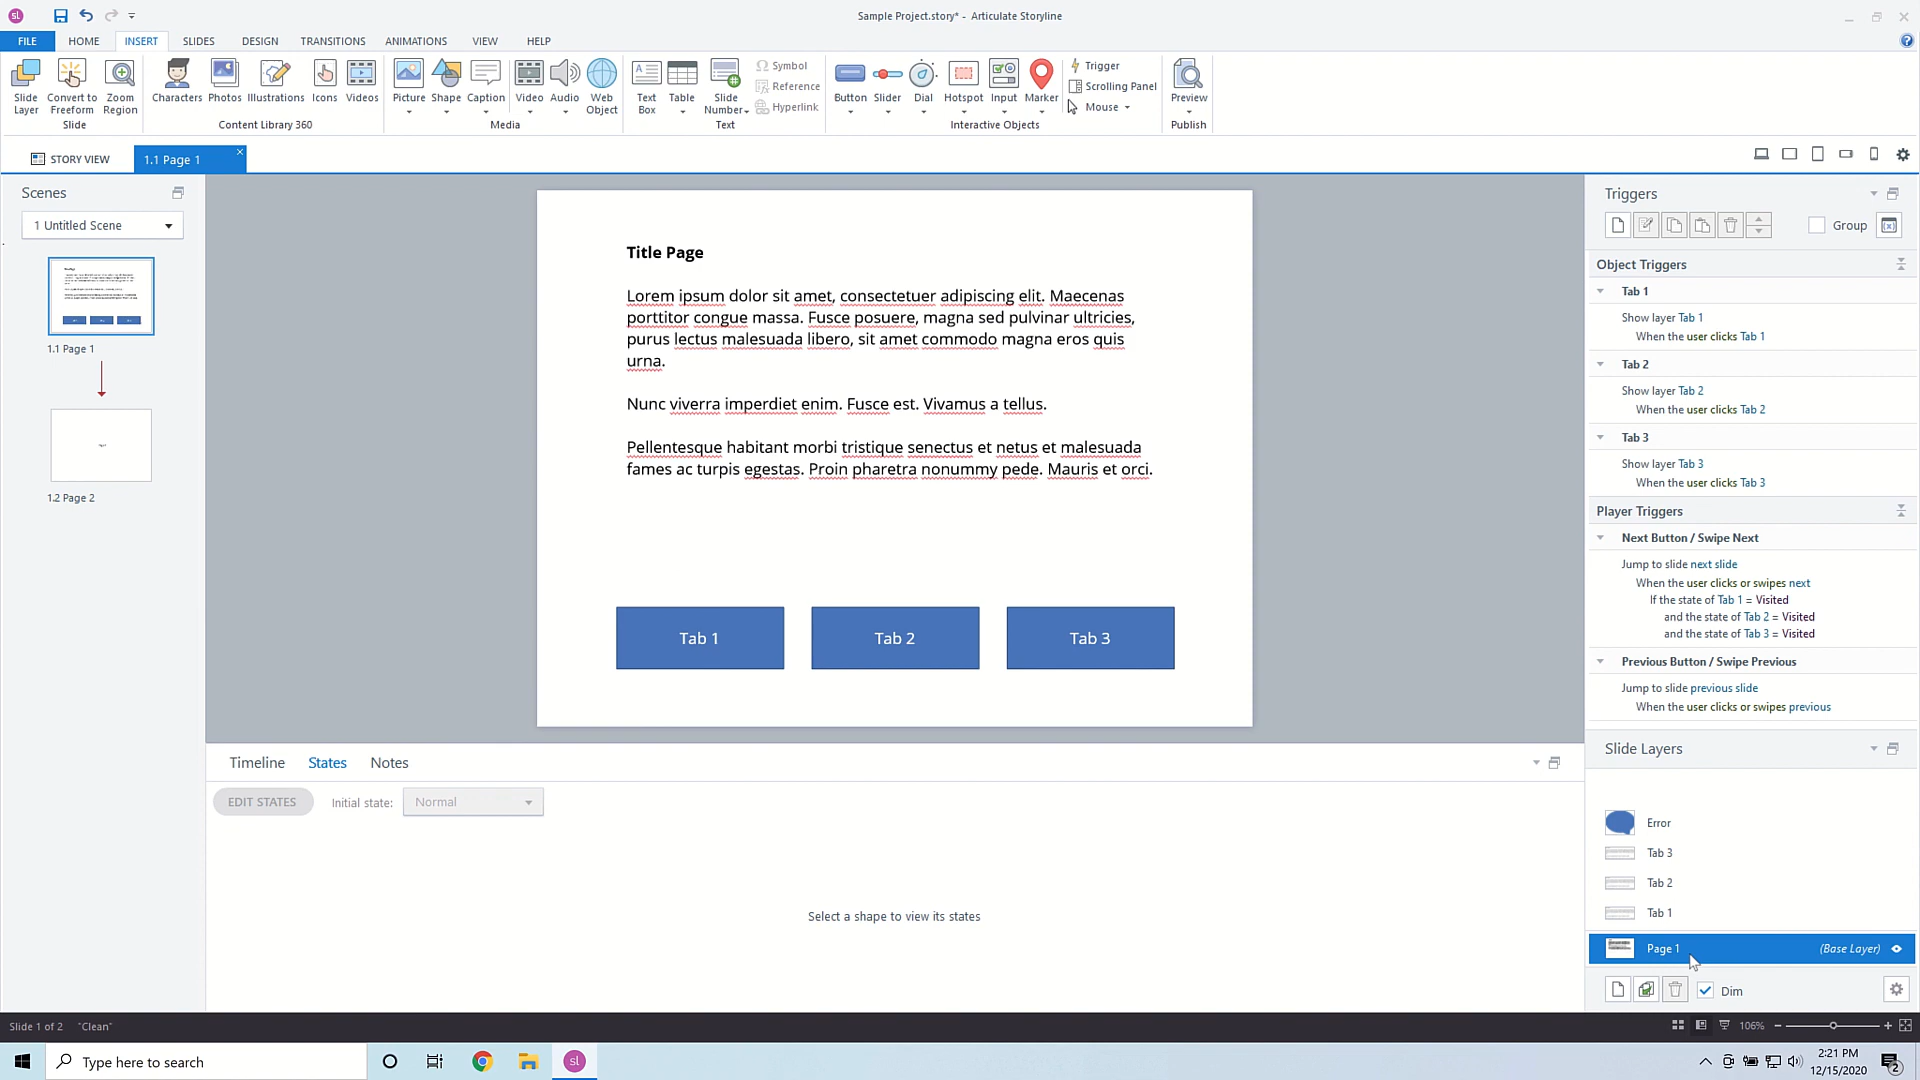 sl
Sample Project.story* - Articulate Storyline
FILE
HOME
INSERT
SLIDES
DESIGN
TRANSITIONS
ANIMATIONS
VIEW
HELP
?
Slide Layer
Convert to Freeform
Zoom Region
Slide
Characters
Photos
Illustrations
Icons
Videos
Content Library 360
Picture
Shape
Caption
Video
Audio
Web Object
Media
Text Box
Table
Slide Number
Symbol
Reference
Hyperlink
Text
Button
Slider
Dial
Hotspot
Input
Marker
Trigger
Scrolling Panel
Mouse
Interactive Objects
Preview
Publish
STORY VIEW
1.1 Page 1
Scenes
1 Untitled Scene
1.1 Page 1
1.2 Page 2
Title Page
Lorem ipsum dolor sit amet, consectetuer adipiscing elit. Maecenas
porttitor congue massa. Fusce posuere, magna sed pulvinar ultricies,
purus lectus malesuada libero, sit amet commodo magna eros quis
urna.
Nunc viverra imperdiet enim. Fusce est. Vivamus a tellus.
Pellentesque habitant morbi tristique senectus et netus et malesuada
fames ac turpis egestas. Proin pharetra nonummy pede. Mauris et orci.
Tab 1
Tab 2
Tab 3
Timeline
States
Notes
EDIT STATES
Initial state:
Normal
Select a shape to view its states
Triggers
Group
Object Triggers
Tab 1
Show layer Tab 1
When the user clicks Tab 1
Tab 2
Show layer Tab 2
When the user clicks Tab 2
Tab 3
Show layer Tab 3
When the user clicks Tab 3
Player Triggers
Next Button / Swipe Next
Jump to slide next slide
When the user clicks or swipes next
If the state of Tab 1 = Visited
and the state of Tab 2 = Visited
and the state of Tab 3 = Visited
Previous Button / Swipe Previous
Jump to slide previous slide
When the user clicks or swipes previous
Slide Layers
Error
Tab 3
Tab 2
Tab 1
Page 1 (Base Layer)
Dim
Slide 1 of 2
"Clean"
106%
Type here to search
sl
2:21 PM
12/15/2020
2